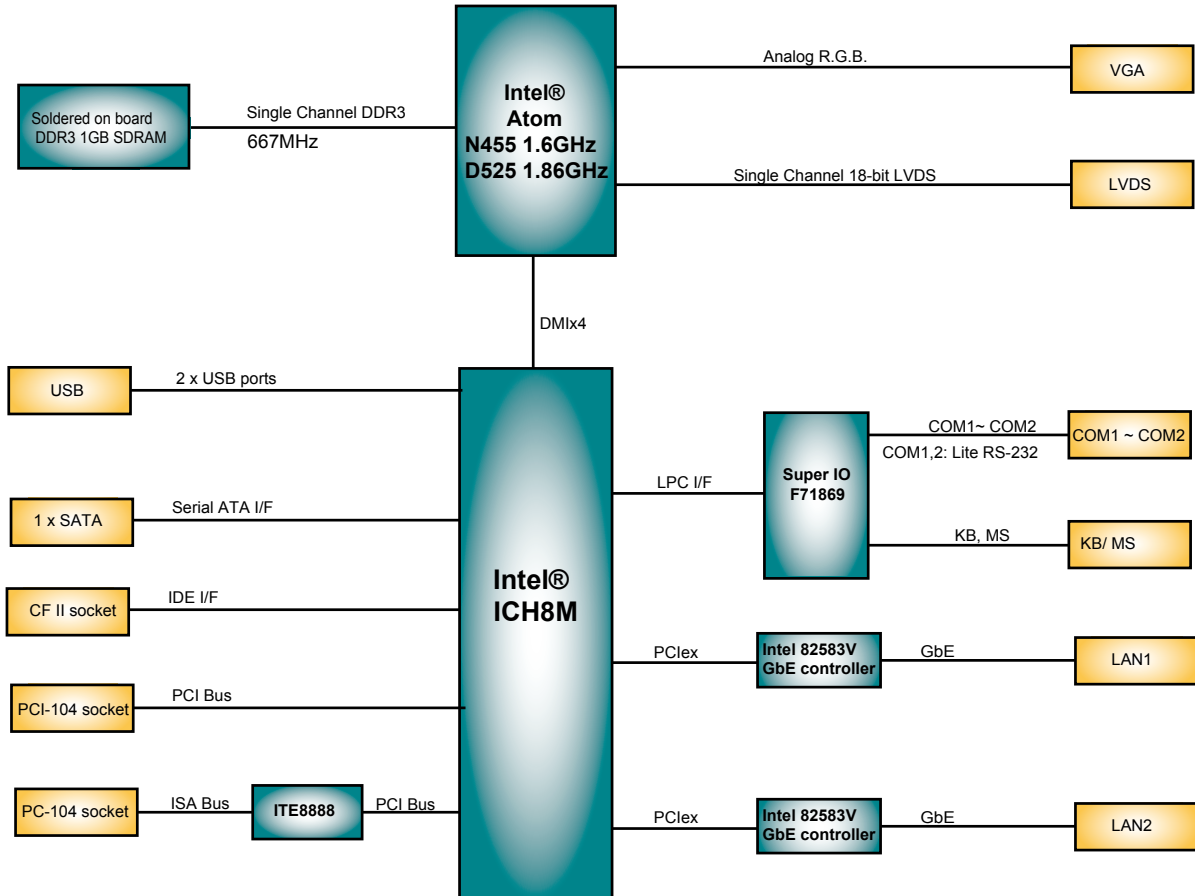 Analog R.G.B.
VGA
Soldered on board
DDR3 1GB SDRAM
Single Channel DDR3
667MHz
Intel®
Atom
N455 1.6GHz
D525 1.86GHz
Single Channel 18-bit LVDS
LVDS
DMIx4
USB
2 x USB ports
1 x SATA
Serial ATA I/F
CF II socket
IDE I/F
PCI-104 socket
PCI Bus
PC-104 socket
ISA Bus
ITE8888
PCI Bus
Intel®
ICH8M
LPC I/F
Super IO
F71869
COM1~ COM2
COM1,2: Lite RS-232
COM1 ~ COM2
KB, MS
KB/ MS
PCIex
Intel 82583V
GbE controller
GbE
LAN1
PCIex
Intel 82583V
GbE controller
GbE
LAN2